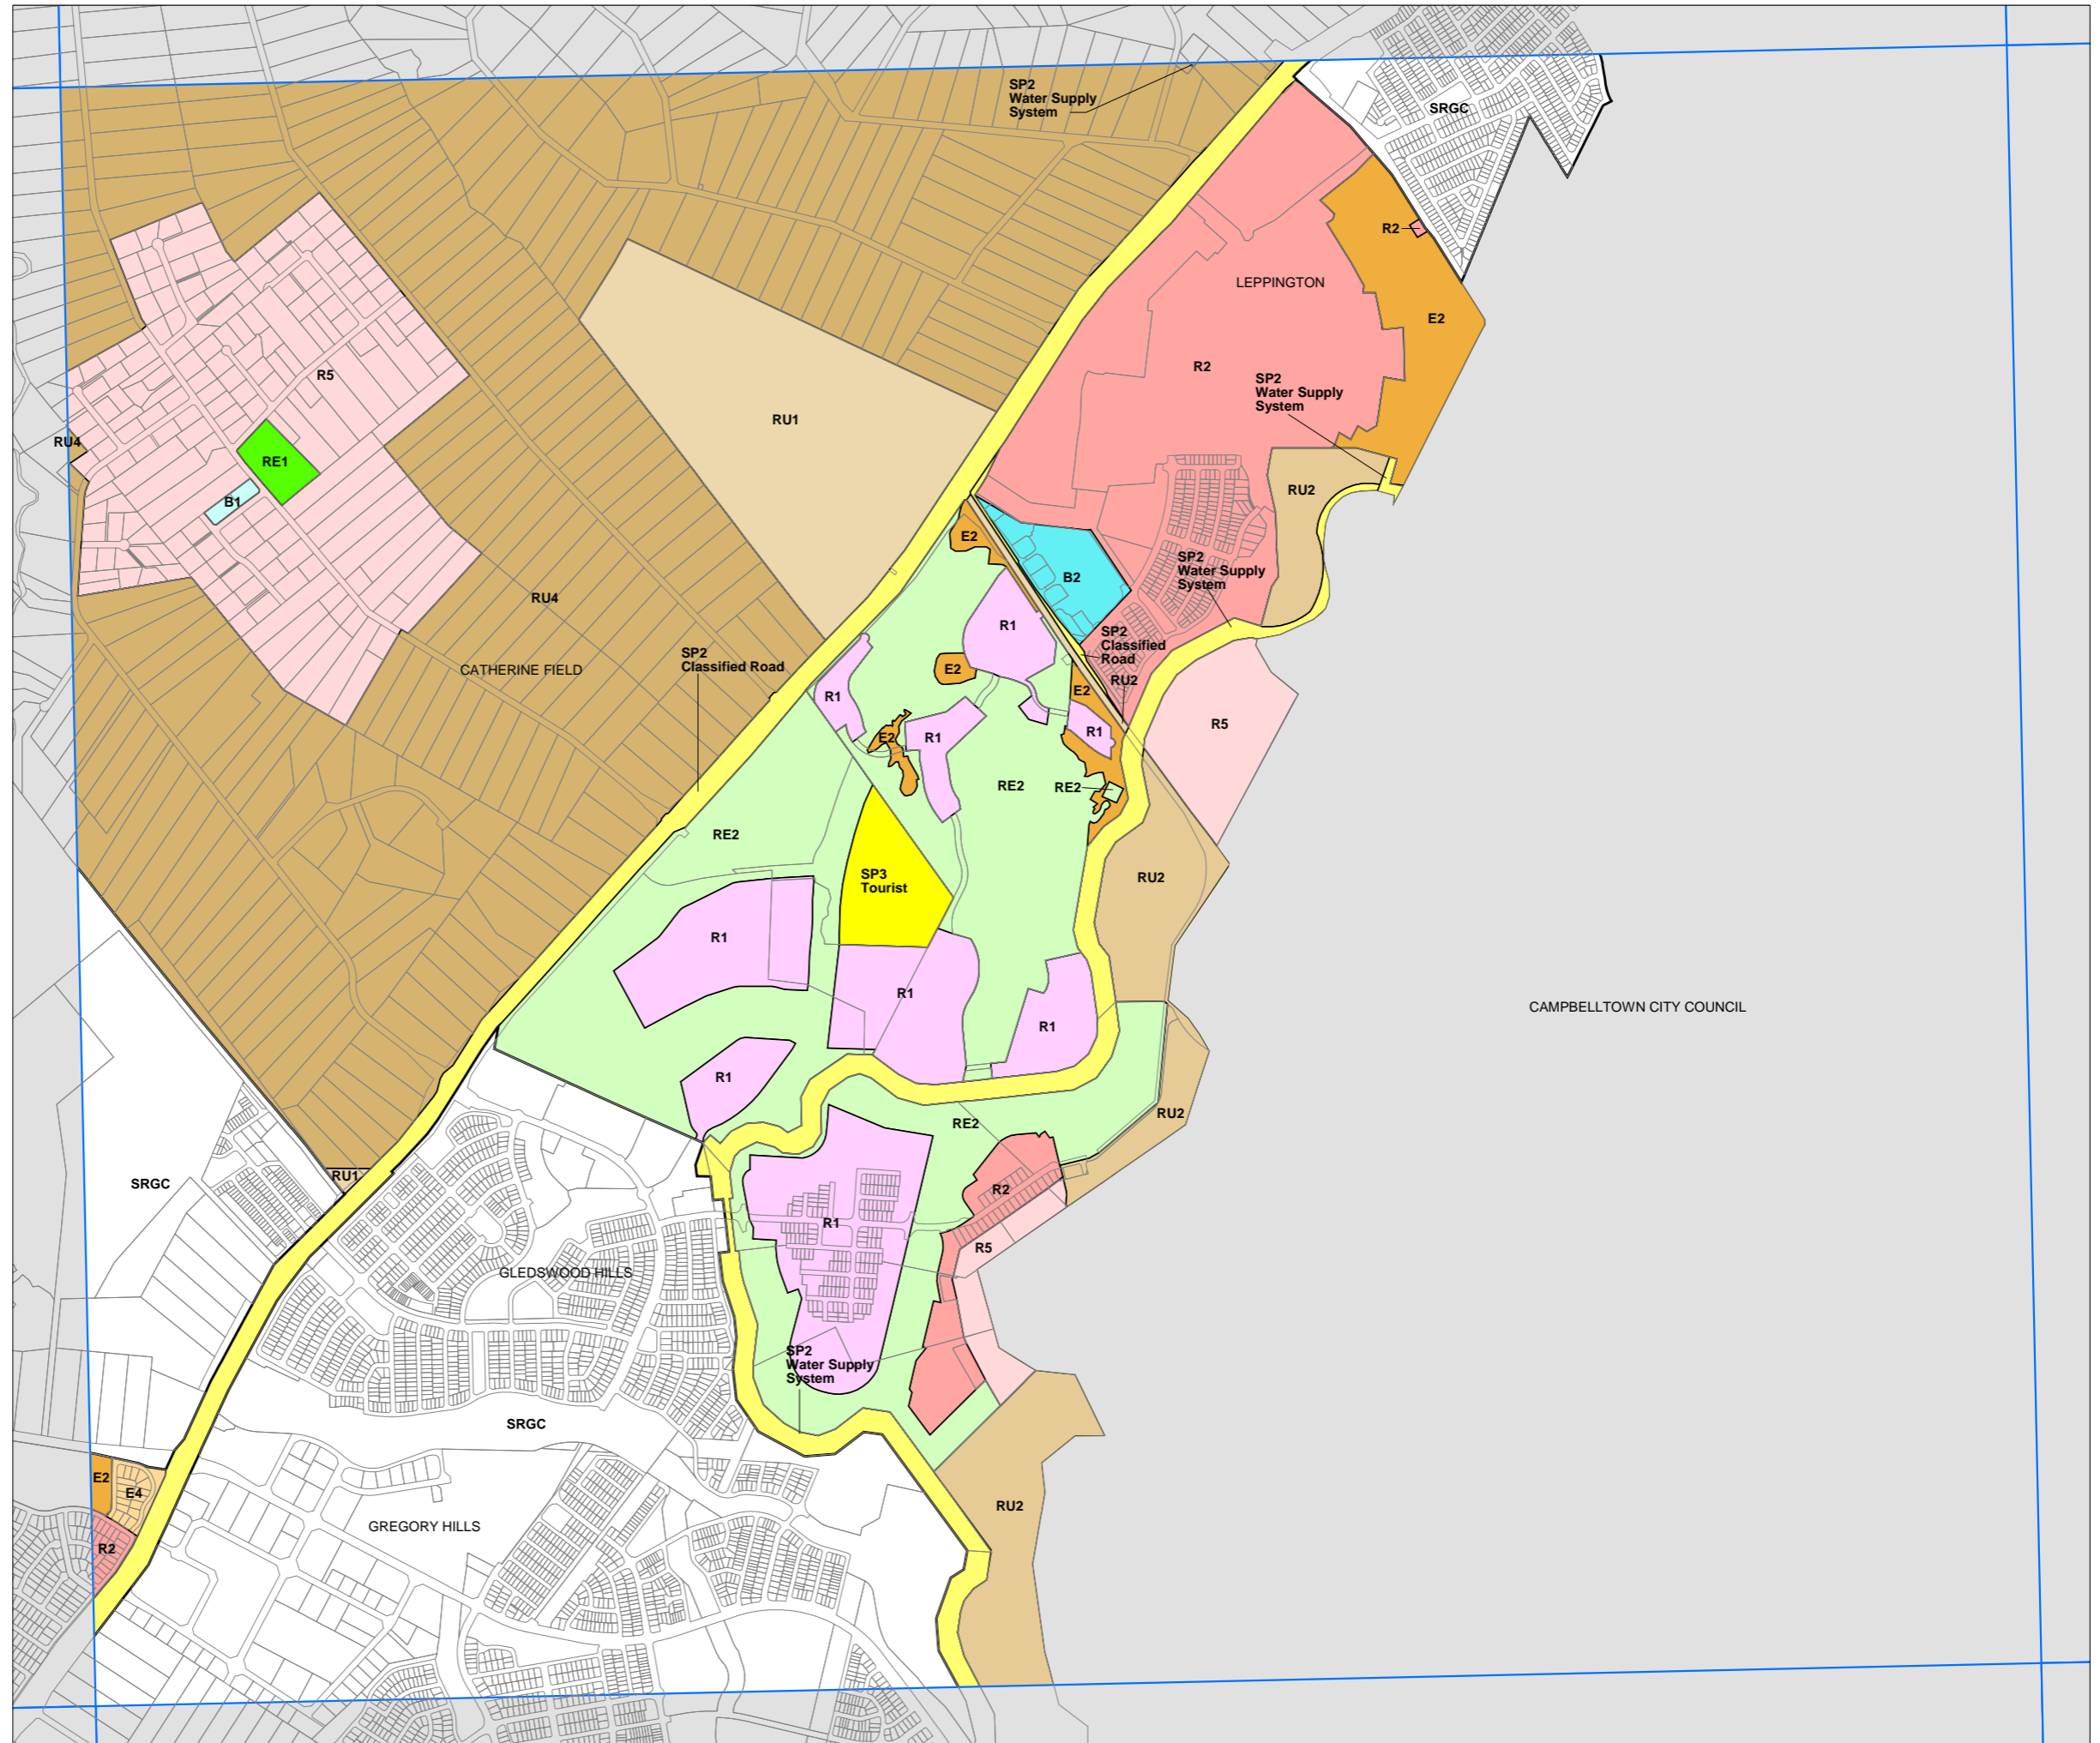 SP2
Water Supply
System
SRGC
R2
LEPPINGTON
E2
R5
R2
SP2
Water Supply
System
RU1
RU4
RE1
RU2
B1
E2
SP2
Water Supply
System
B2
RU4
R1
SP2
Classified
Road
SP2
Classified Road
CATHERINE FIELD
E2
RU2
E2
R1
R5
R1
E2
R1
RE2
RE2
RE2
SP3
Tourist
RU2
R1
R1
CAMPBELLTOWN CITY COUNCIL
R1
R1
RU2
RE2
RU1
SRGC
R2
R1
R5
GLEDSWOOD HILLS
SP2
Water Supply
System
SRGC
E2
E4
RU2
GREGORY HILLS
R2